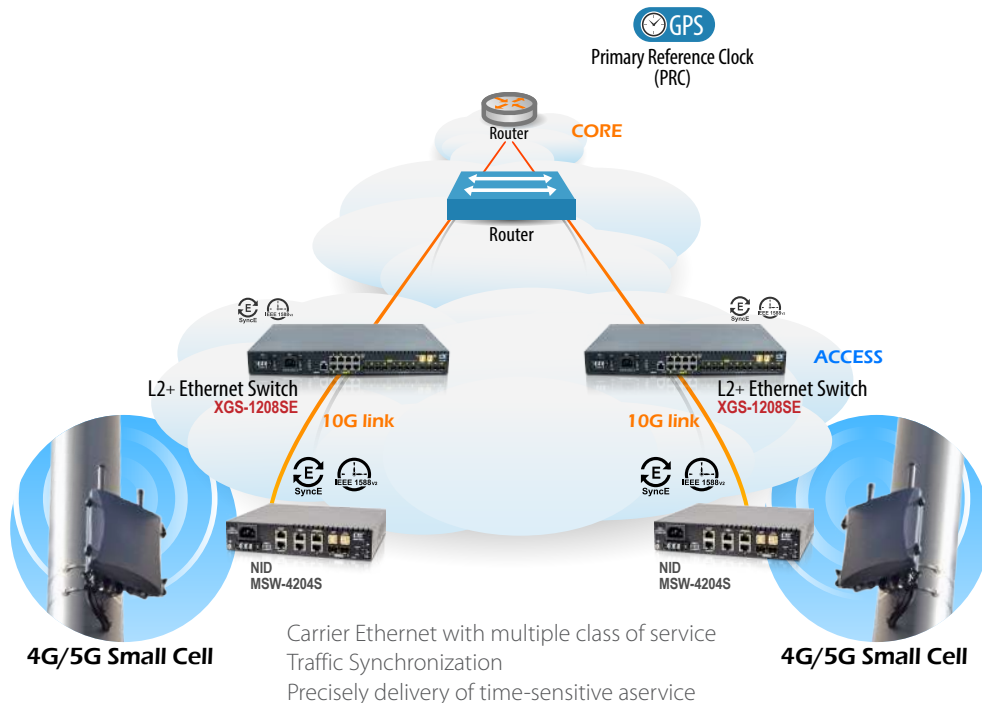 GPS
Primary Reference Clock
(PRC)
Router
CORE
Router
E
SyncE
IEEE 1588v2
E
SyncE
IEEE 1588v2
ACCESS
L2+ Ethernet Switch
XGS-1208SE
L2+ Ethernet Switch
XGS-1208SE
10G link
10G link
E
SyncE
IEEE 1588v2
E
SyncE
IEEE 1588v2
NID
MSW-4204S
NID
MSW-4204S
4G/5G Small Cell
4G/5G Small Cell
Carrier Ethernet with multiple class of service
Traffic Synchronization
Precisely delivery of time-sensitive aservice